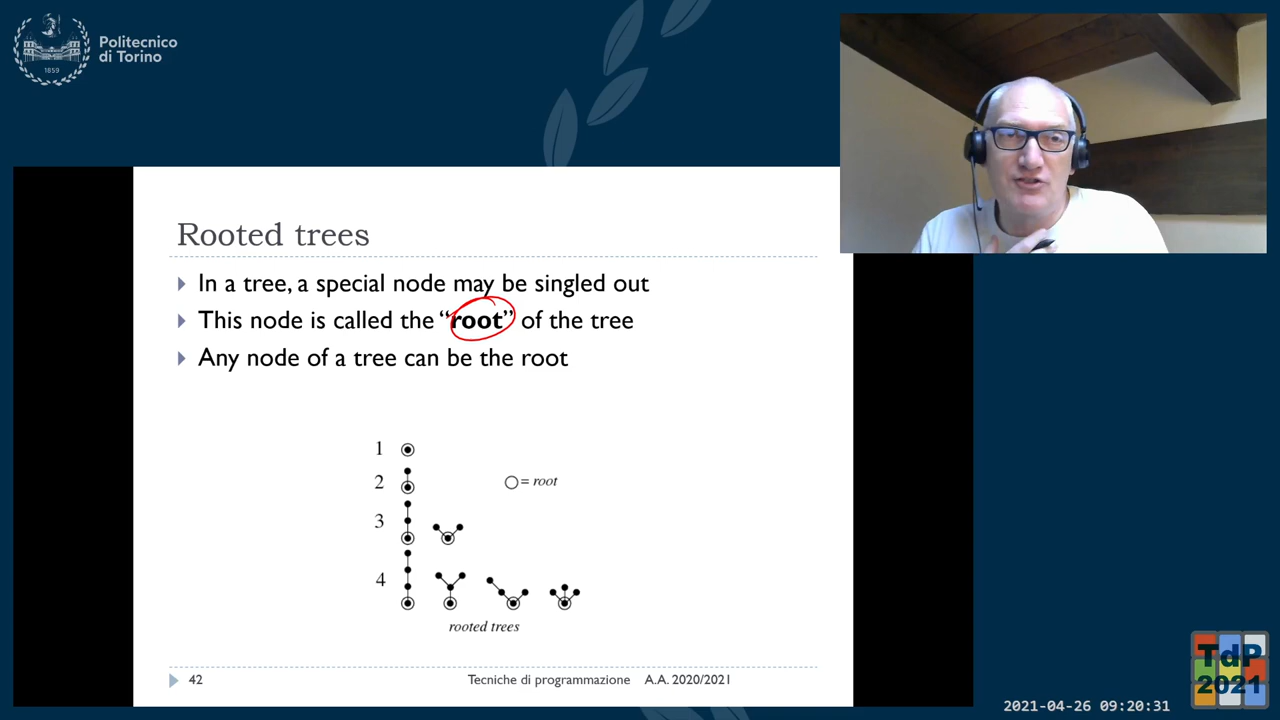 Politecnico
di Torino
1859
Rooted trees
In a tree, a special node may be singled out
This node is called the “root” of the tree
Any node of a tree can be the root
1
2
= root
3
4
rooted trees
42
Tecniche di programmazione A.A. 2020/2021
TdP
2021
2021-04-26 09:20:31